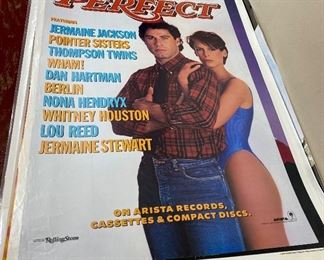 PERFECT
FEATURING:
JERMAINE JACKSON
POINTER SISTERS
THOMPSON TWINS
WHAM!
DAN HARTMAN
BERLIN
NONA HENDRYX
WHITNEY HOUSTON
LOU REED
JERMAINE STEWART
ON ARISTA RECORDS,
CASSETTES & COMPACT DISCS.
RollingStone
ARISTA